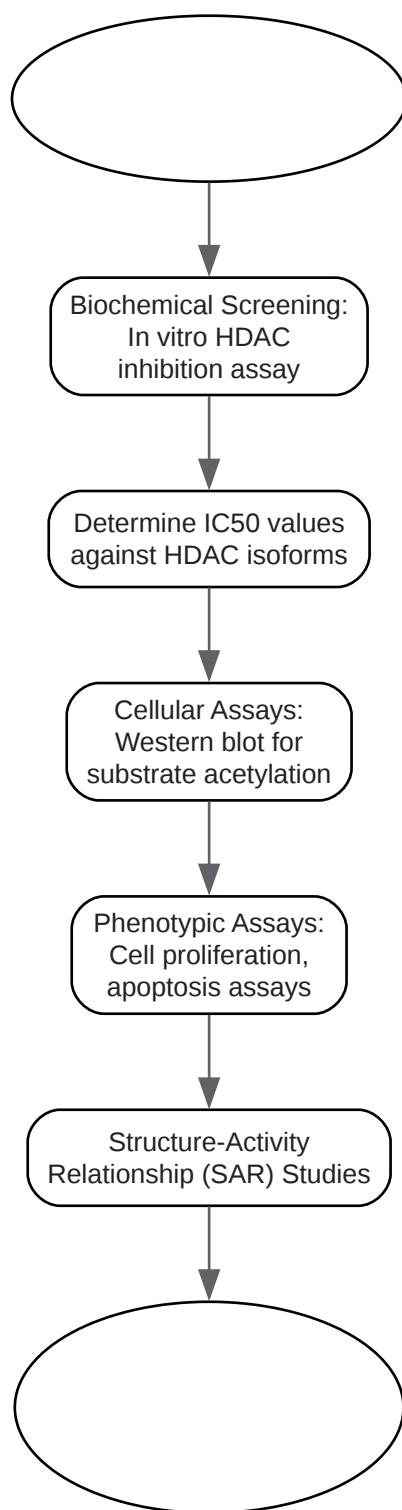 Biochemical Screening:
In vitro HDAC
inhibition assay
Determine IC50 values
against HDAC isoforms
Cellular Assays:
Western blot for
substrate acetylation
Phenotypic Assays:
Cell proliferation,
apoptosis assays
Structure-Activity
Relationship (SAR) Studies